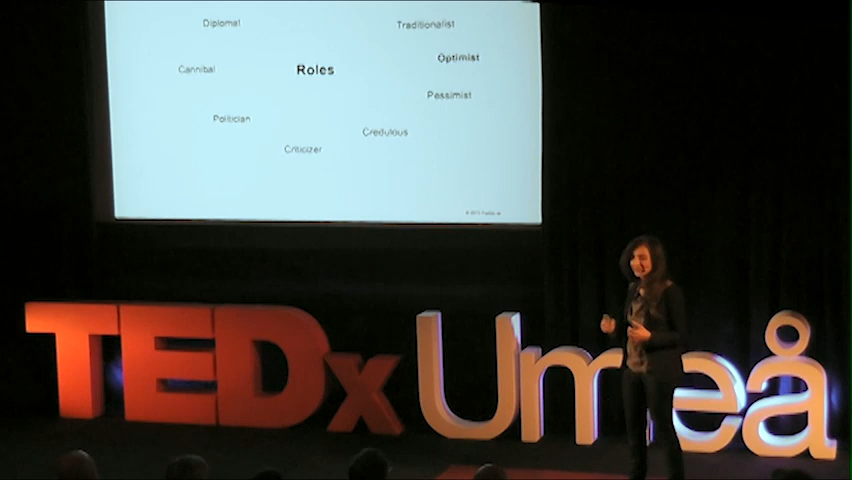 Diplomat
Traditionalist
Optimist
Cannibal
Roles
Pessimist
Politician
Credulous
Criticizer
TEDx Umeå